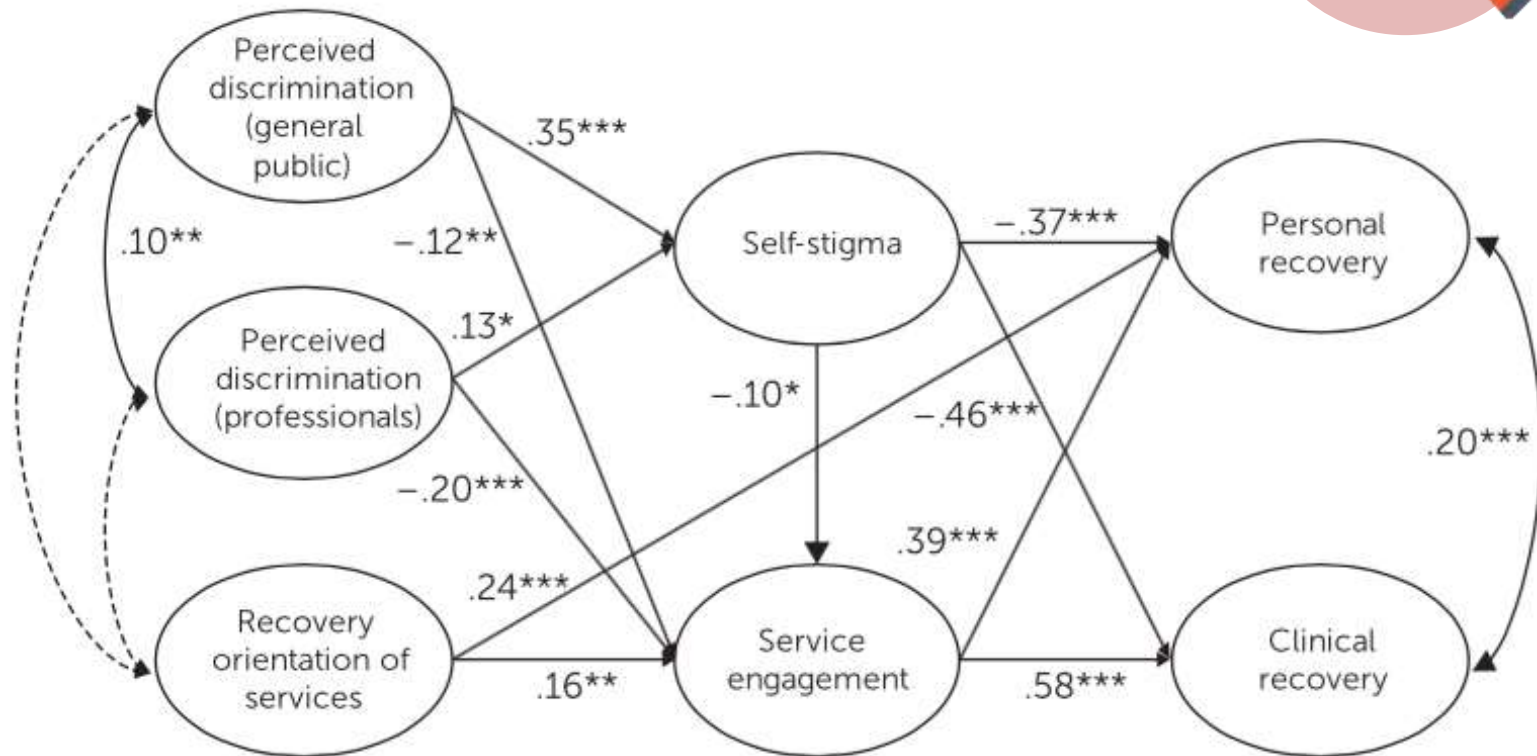 Perceived
discrimination
(general
public)
.35***
.10**
−.12**
Self-stigma
−.37***
Personal
recovery
.13*
Perceived
discrimination
(professionals)
−.10*
−.46***
.20***
−.20***
.39***
.24***
Recovery
orientation of
services
.16**
Service
engagement
.58***
Clinical
recovery